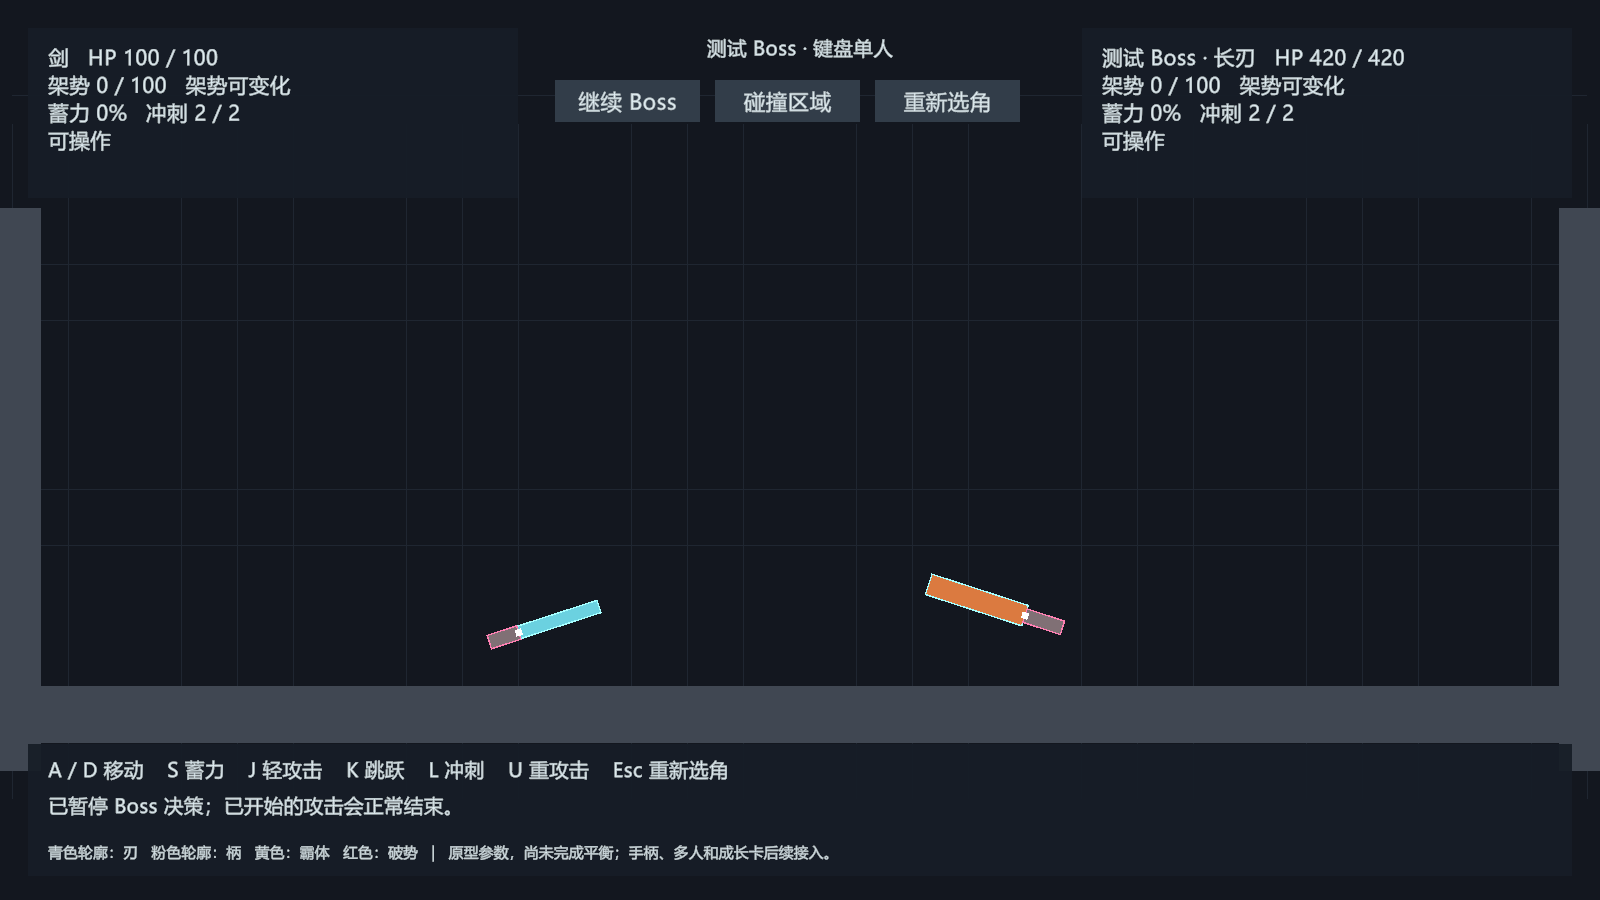 剑 HP 100 / 100
架势 0 / 100 架势可变化
蓄力 0% 冲刺 2 / 2
可操作
测试 Boss · 键盘单人
继续 Boss
碰撞区域
重新选角
测试 Boss · 长刃 HP 420 / 420
架势 0 / 100 架势可变化
蓄力 0% 冲刺 2 / 2
可操作
A / D 移动 S 蓄力 J 轻攻击 K 跳跃 L 冲刺 U 重攻击 Esc 重新选角
已暂停 Boss 决策；已开始的攻击会正常结束。
青色轮廓：刃 粉色轮廓：柄 黄色：霸体 红色：破势 | 原型参数，尚未完成平衡；手柄、多人和成长卡后续接入。